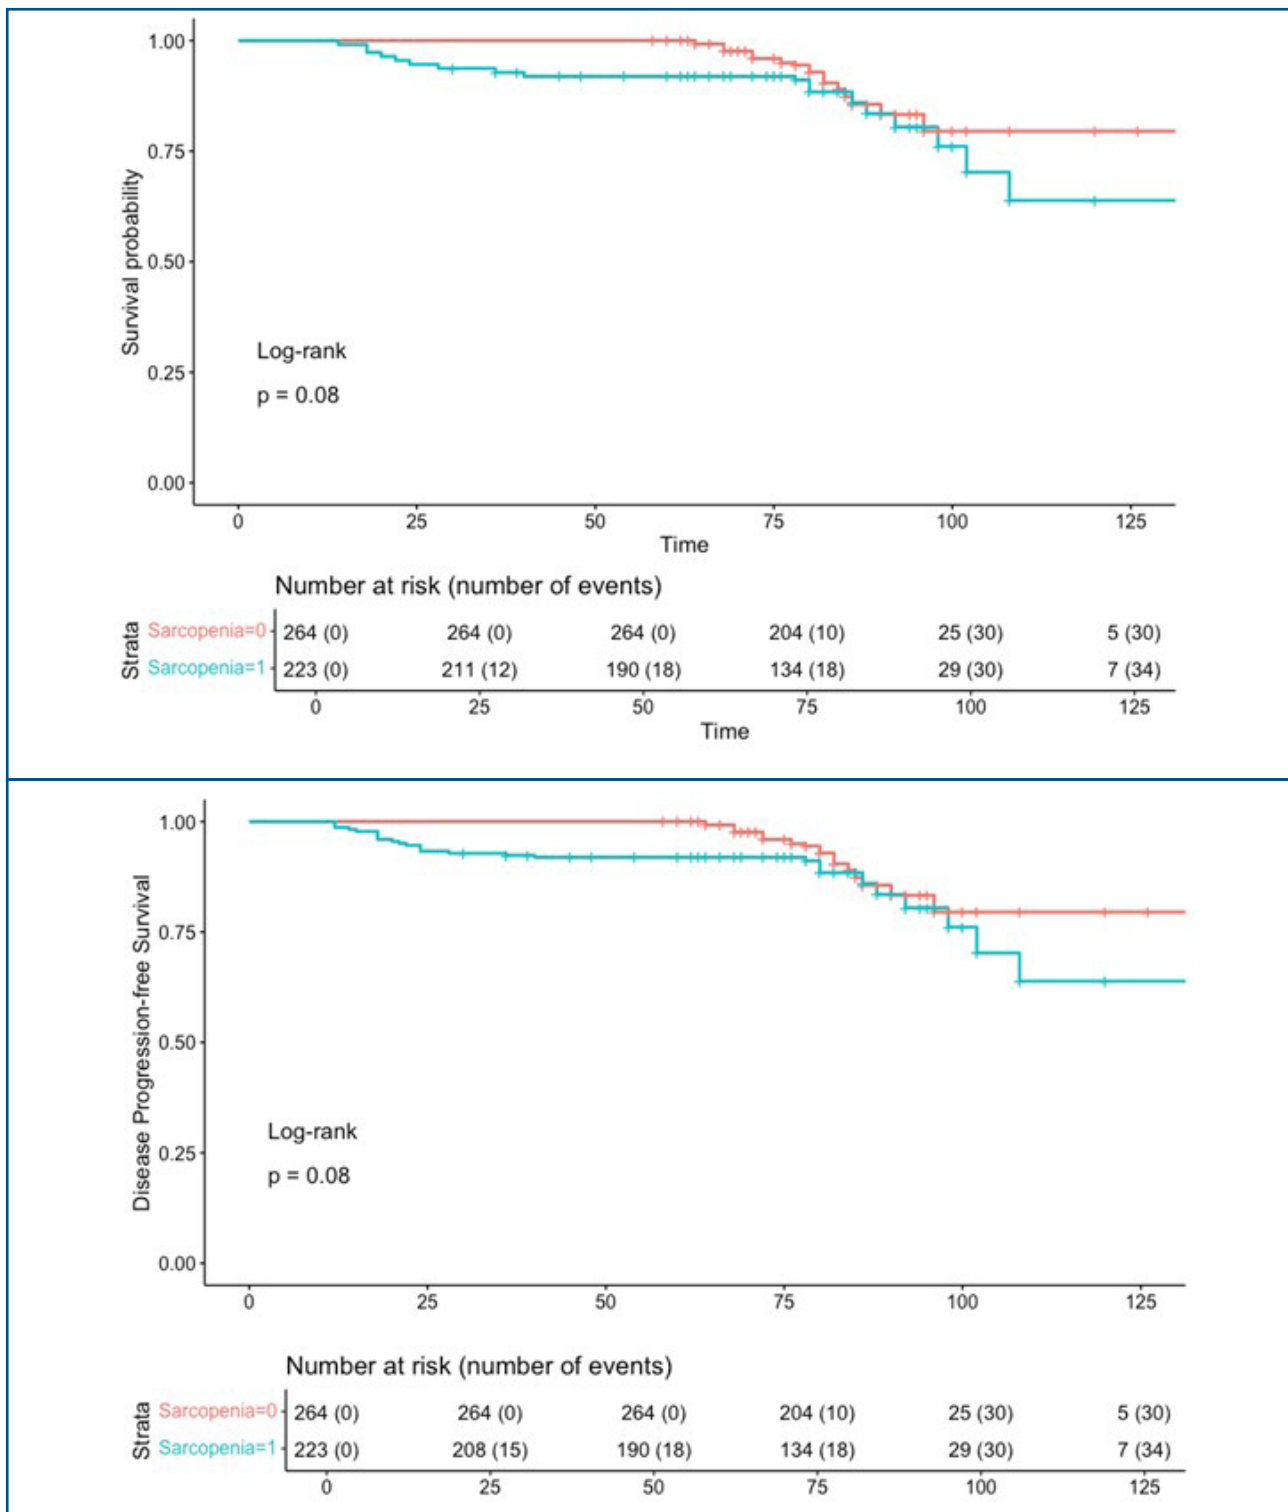 1.00
0.75
0.50
0.25
0.00
Survival probability
Log-rank
p = 0.08
0 25 50 75 100 125
Time
Number at risk (number of events)
Strata
Sarcopenia=0 264 (0) 264 (0) 264 (0) 204 (10) 25 (30) 5 (30)
Sarcopenia=1 223 (0) 211 (12) 190 (18) 134 (18) 29 (30) 7 (34)
0 25 50 75 100 125
Time
1.00
0.75
0.50
0.25
0.00
Disease Progression-free Survival
Log-rank
p = 0.08
0 25 50 75 100 125
Number at risk (number of events)
Strata
Sarcopenia=0 264 (0) 264 (0) 264 (0) 204 (10) 25 (30) 5 (30)
Sarcopenia=1 223 (0) 208 (15) 190 (18) 134 (18) 29 (30) 7 (34)
0 25 50 75 100 125